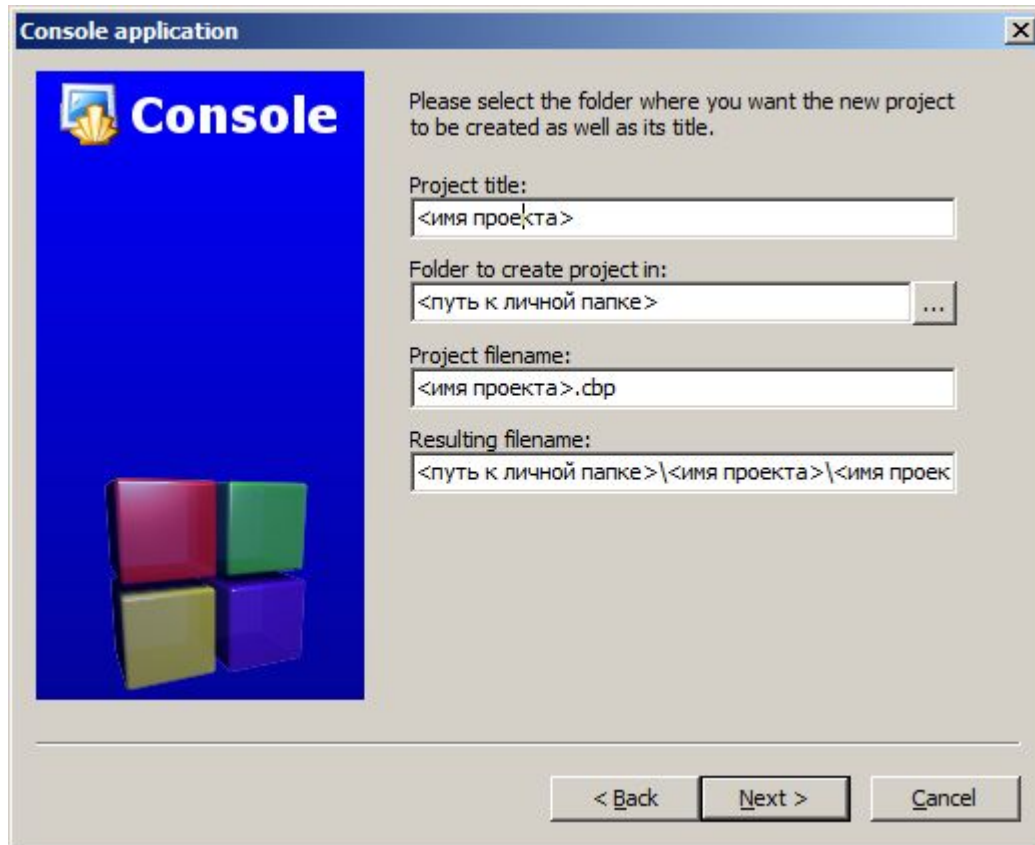 Console application
Console
Please select the folder where you want the new project
to be created as well as its title.
Project title:
<имя проекта>
Folder to create project in:
<путь к личной папке>
...
Project filename:
<имя проекта>.cbp
Resulting filename:
<путь к личной папке>\<имя проекта>\<имя проек
< Back
Next >
Cancel